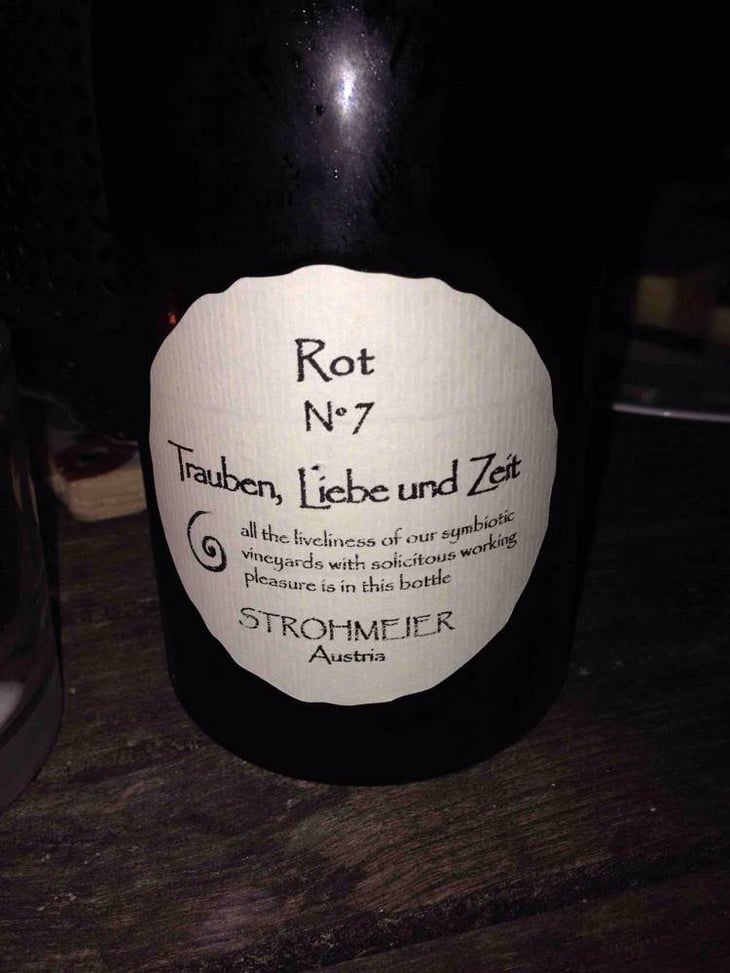 Rot
N° 7
Trauben, Liebe und Zeit
all the liveliness of our symbiotic
vineyards with solicitous working
pleasure is in this bottle
STROHMEIER
Austria